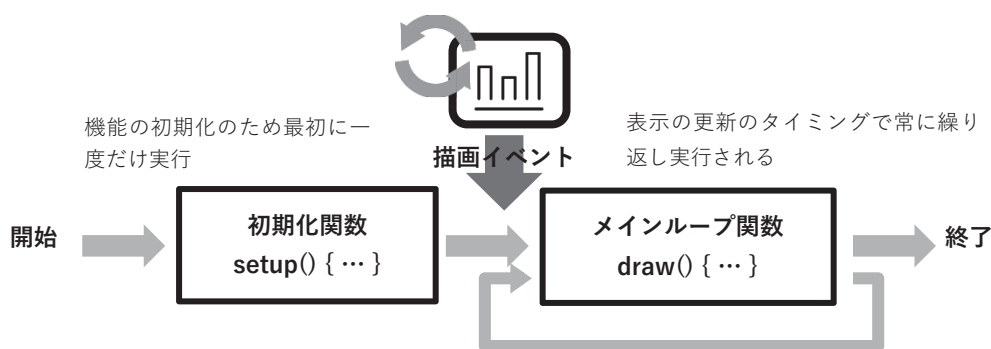 機能の初期化のため最初に一
度だけ実行
表示の更新のタイミングで常に繰り
返し実行される
描画イベント
開始
初期化関数
setup() { … }
メインループ関数
draw() { … }
終了